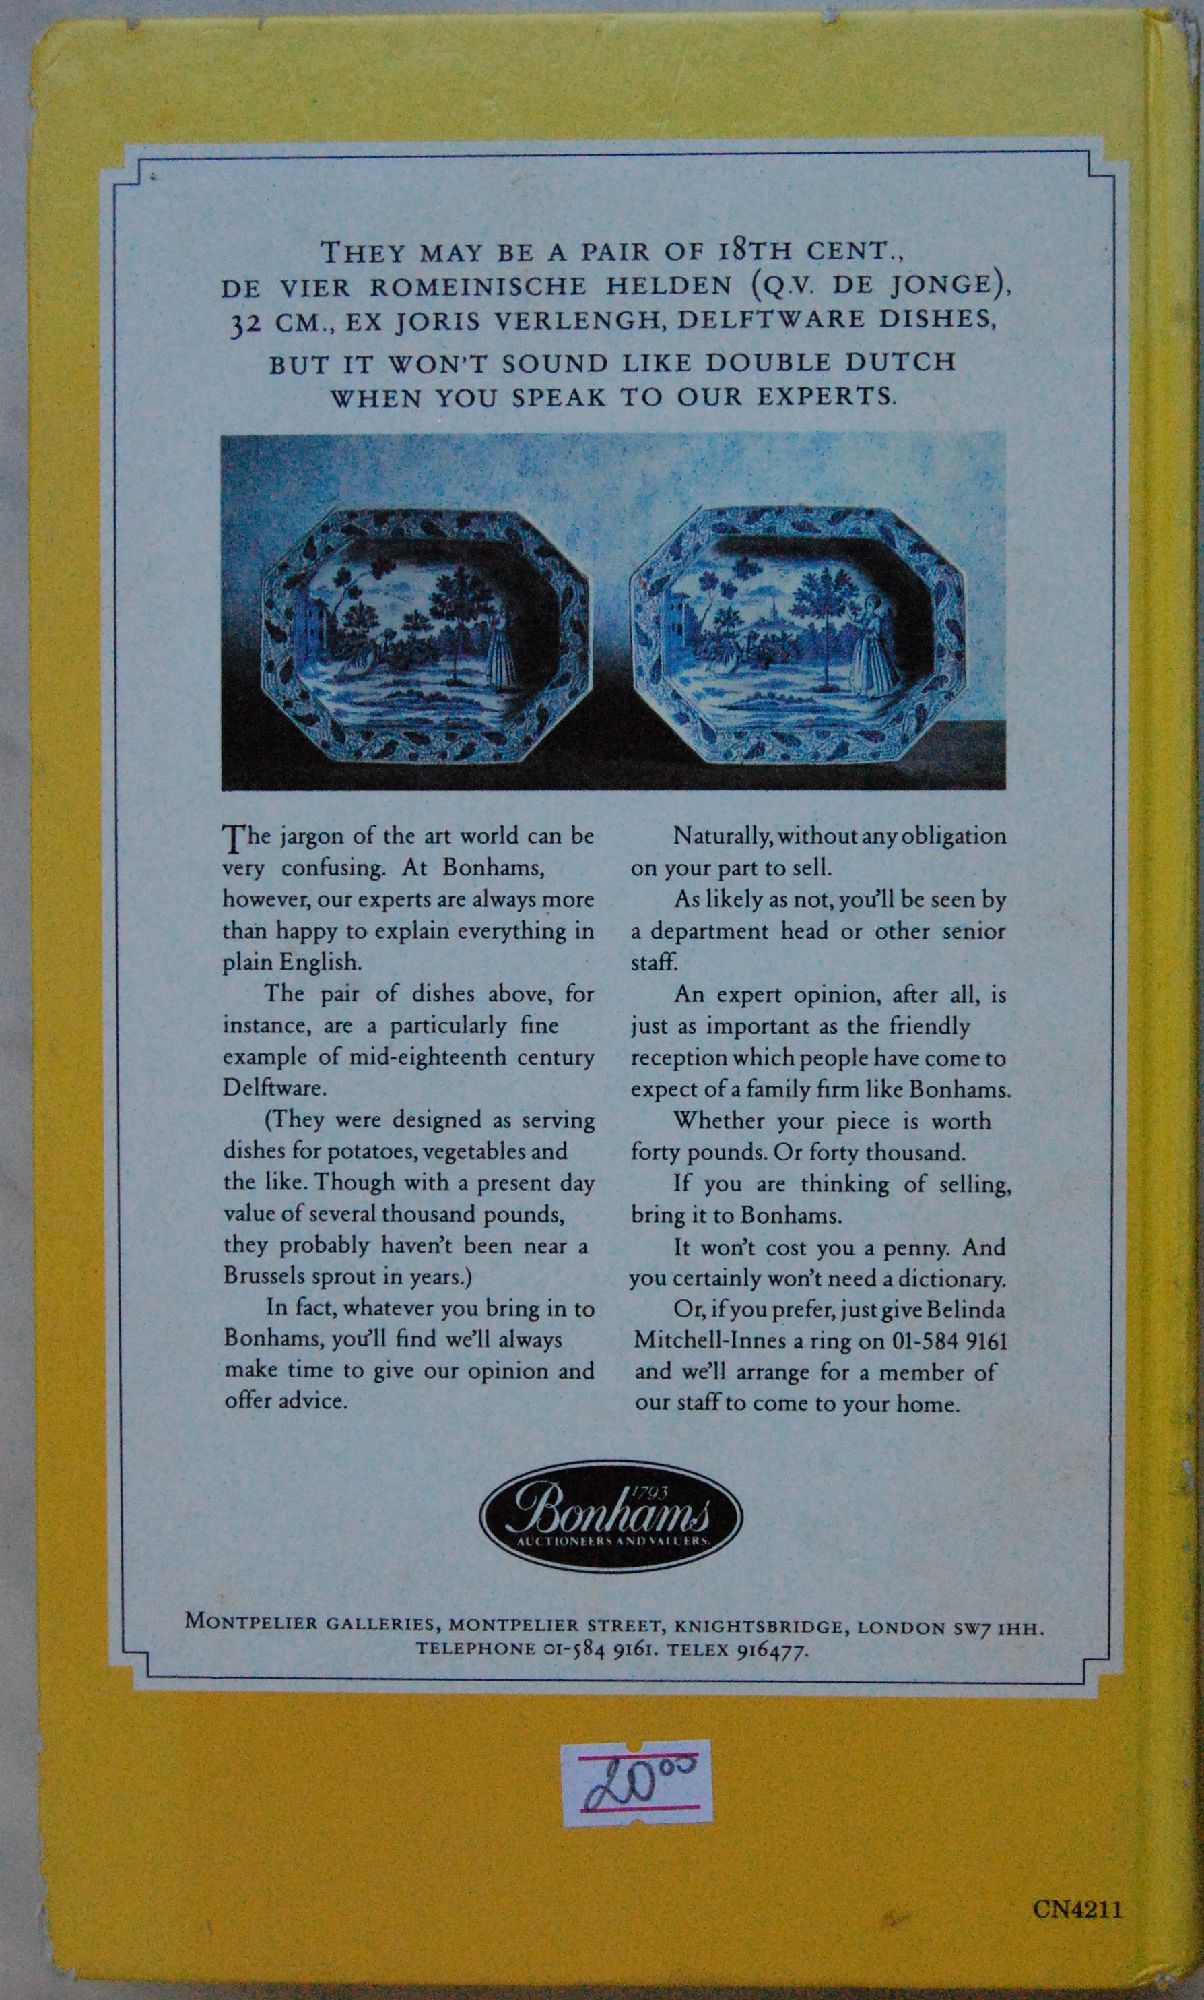 THEY MAY BE A PAIR OF 18TH CENT.,
DE VIER ROMEINISCHE HELDEN (Q.V. DE JONGE),
32 CM., EX JORIS VERLENGH, DELFTWARE DISHES,
BUT IT WON'T SOUND LIKE DOUBLE DUTCH
WHEN YOU SPEAK TO OUR EXPERTS.
The jargon of the art world can be
very confusing. At Bonhams,
however, our experts are always more
than happy to explain everything in
plain English.
The pair of dishes above, for
instance, are a particularly fine
example of mid-eighteenth century
Delftware.
(They were designed as serving
dishes for potatoes, vegetables and
the like. Though with a present day
value of several thousand pounds,
they probably haven't been near a
Brussels sprout in years.)
In fact, whatever you bring in to
Bonhams, you'll find we'll always
make time to give our opinion and
offer advice.
Naturally, without any obligation
on your part to sell.
As likely as not, you'll be seen by
a department head or other senior
staff.
An expert opinion, after all, is
just as important as the friendly
reception which people have come to
expect of a family firm like Bonhams.
Whether your piece is worth
forty pounds. Or forty thousand.
If you are thinking of selling,
bring it to Bonhams.
It won't cost you a penny. And
you certainly won't need a dictionary.
Or, if you prefer, just give Belinda
Mitchell-Innes a ring on 01-584 9161
and we'll arrange for a member of
our staff to come to your home.
1793
Bonhams
AUCTIONEERS AND VALUERS.
MONTPELIER GALLERIES, MONTPELIER STREET, KNIGHTSBRIDGE, LONDON SW7 1HH.
TELEPHONE 01-584 9161. TELEX 916477.
20 00
CN4211